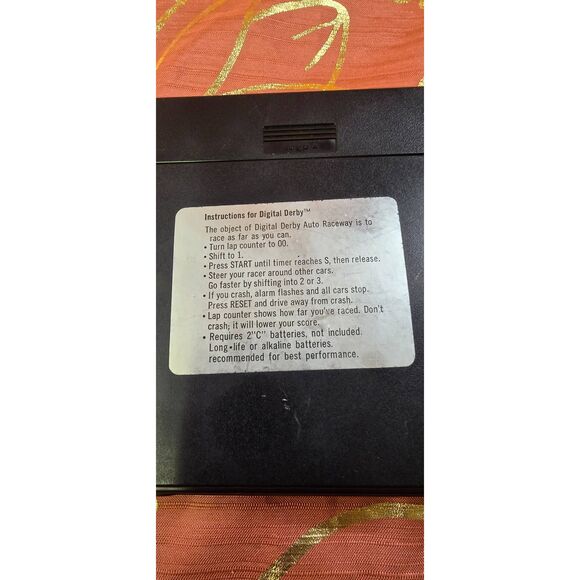 Instructions for Digital Derby™
The object of Digital Derby Auto Raceway is to
race as far as you can.
• Turn lap counter to 00.
• Shift to 1.
• Press START until timer reaches S, then release.
• Steer your racer around other cars.
Go faster by shifting into 2 or 3.
• If you crash, alarm flashes and all cars stop.
Press RESET and drive away from crash.
• Lap counter shows how far you've raced. Don't
crash; it will lower your score.
• Requires 2"C" batteries, not included.
Long-life or alkaline batteries.
recommended for best performance.